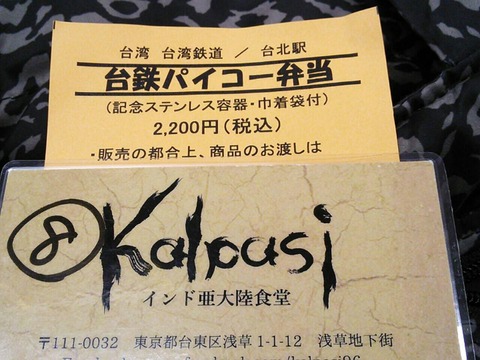 台湾 台湾鉄道 / 台北駅
台鉄パイコー弁当
(記念ステンレス容器・巾着袋付)
2,200円(税込)
・販売の都合上、商品のお渡しは
8 Kalpasi
インド亜大陸食堂
〒111-0032 東京都台東区浅草1-1-12 浅草地下街